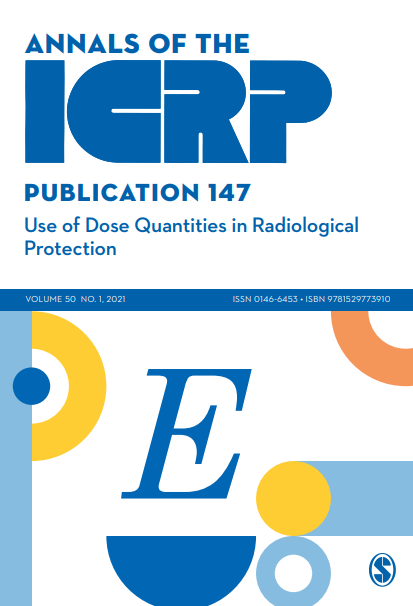 ANNALS OF THE
ICRP
PUBLICATION 147
Use of Dose Quantities in Radiological
Protection
VOLUME 50 NO. 1, 2021 ISSN 0146-6453 • ISBN 9781529773910
E
S